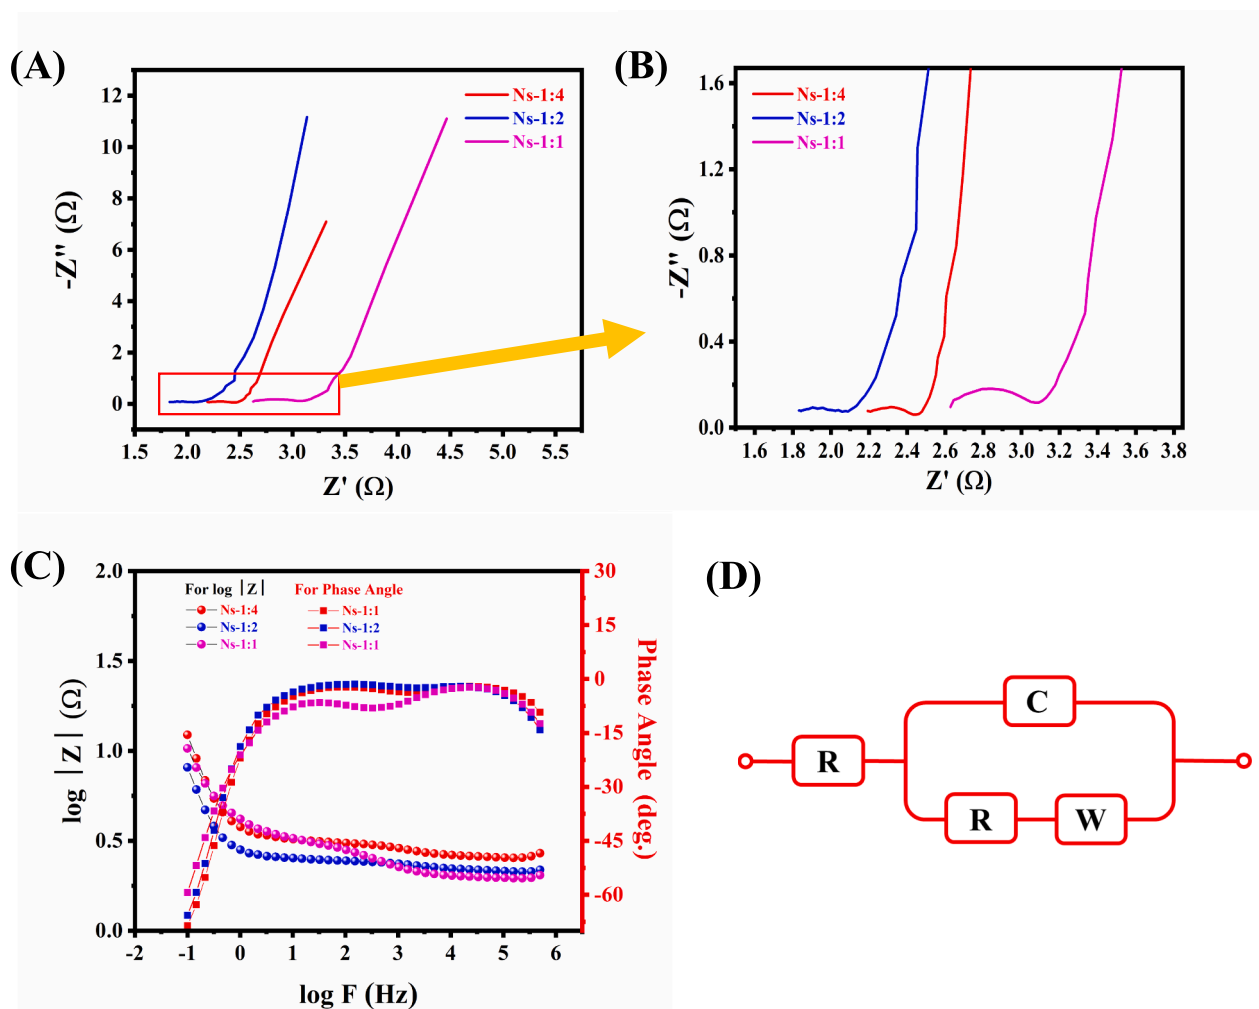 (A)
12
10
8
6
4
2
0
-Z'' (Ω)
Ns-1:4
Ns-1:2
Ns-1:1
1.5 2.0 2.5 3.0 3.5 4.0 4.5 5.0 5.5
Z' (Ω)
(B)
1.6
1.2
0.8
0.4
0.0
-Z'' (Ω)
Ns-1:4
Ns-1:2
Ns-1:1
1.6 1.8 2.0 2.2 2.4 2.6 2.8 3.0 3.2 3.4 3.6 3.8
Z' (Ω)
(C)
2.0
1.5
1.0
0.5
0.0
log |Z| (Ω)
For log |Z|
Ns-1:4
Ns-1:2
Ns-1:1
For Phase Angle
Ns-1:1
Ns-1:2
Ns-1:1
30
15
0
-15
-30
-45
-60
Phase Angle (deg.)
-2 -1 0 1 2 3 4 5 6
log F (Hz)
(D)
C
R
R
W